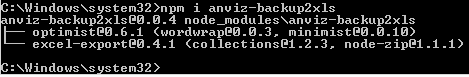 C:\Windows\system32>npm i anviz-backup2xls
anviz-backup2xls@0.0.4 node_modules\anviz-backup2xls
├── optimist@0.6.1 (wordwrap@0.0.3, minimist@0.0.10)
└── excel-export@0.4.1 (collections@1.2.3, node-zip@1.1.1)
C:\Windows\system32>